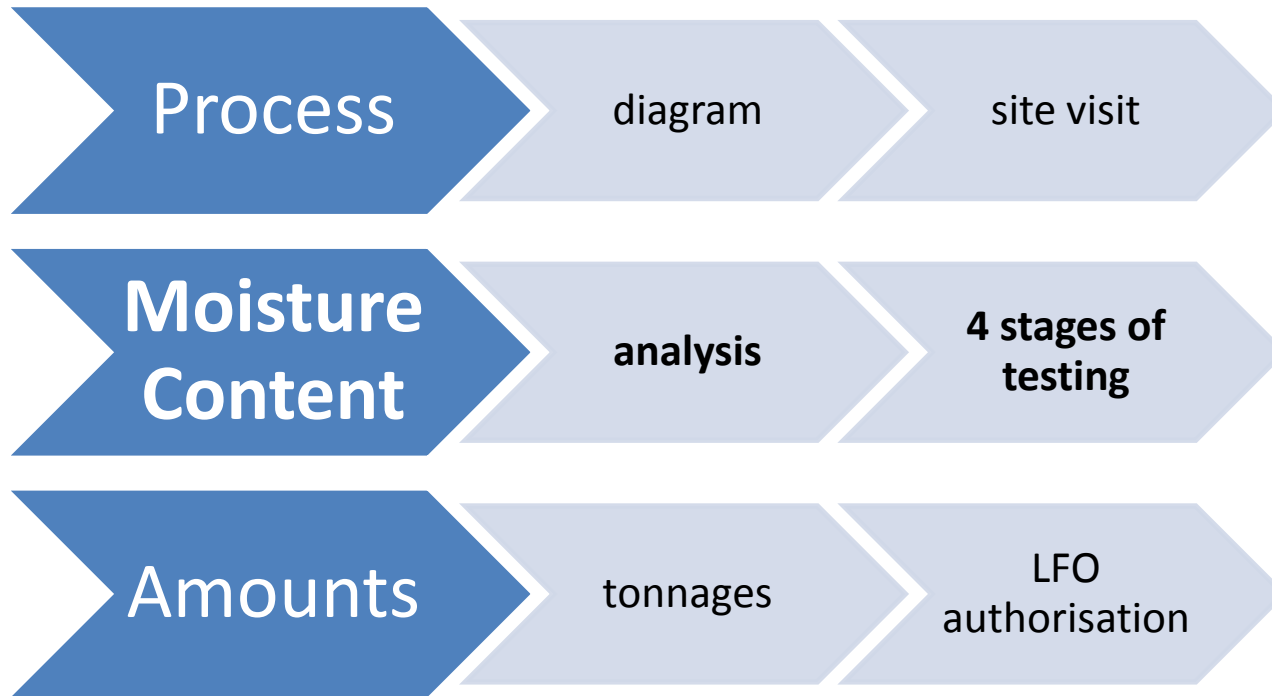 Process
diagram
site visit
Moisture
Content
analysis
4 stages of
testing
Amounts
tonnages
LFO
authorisation